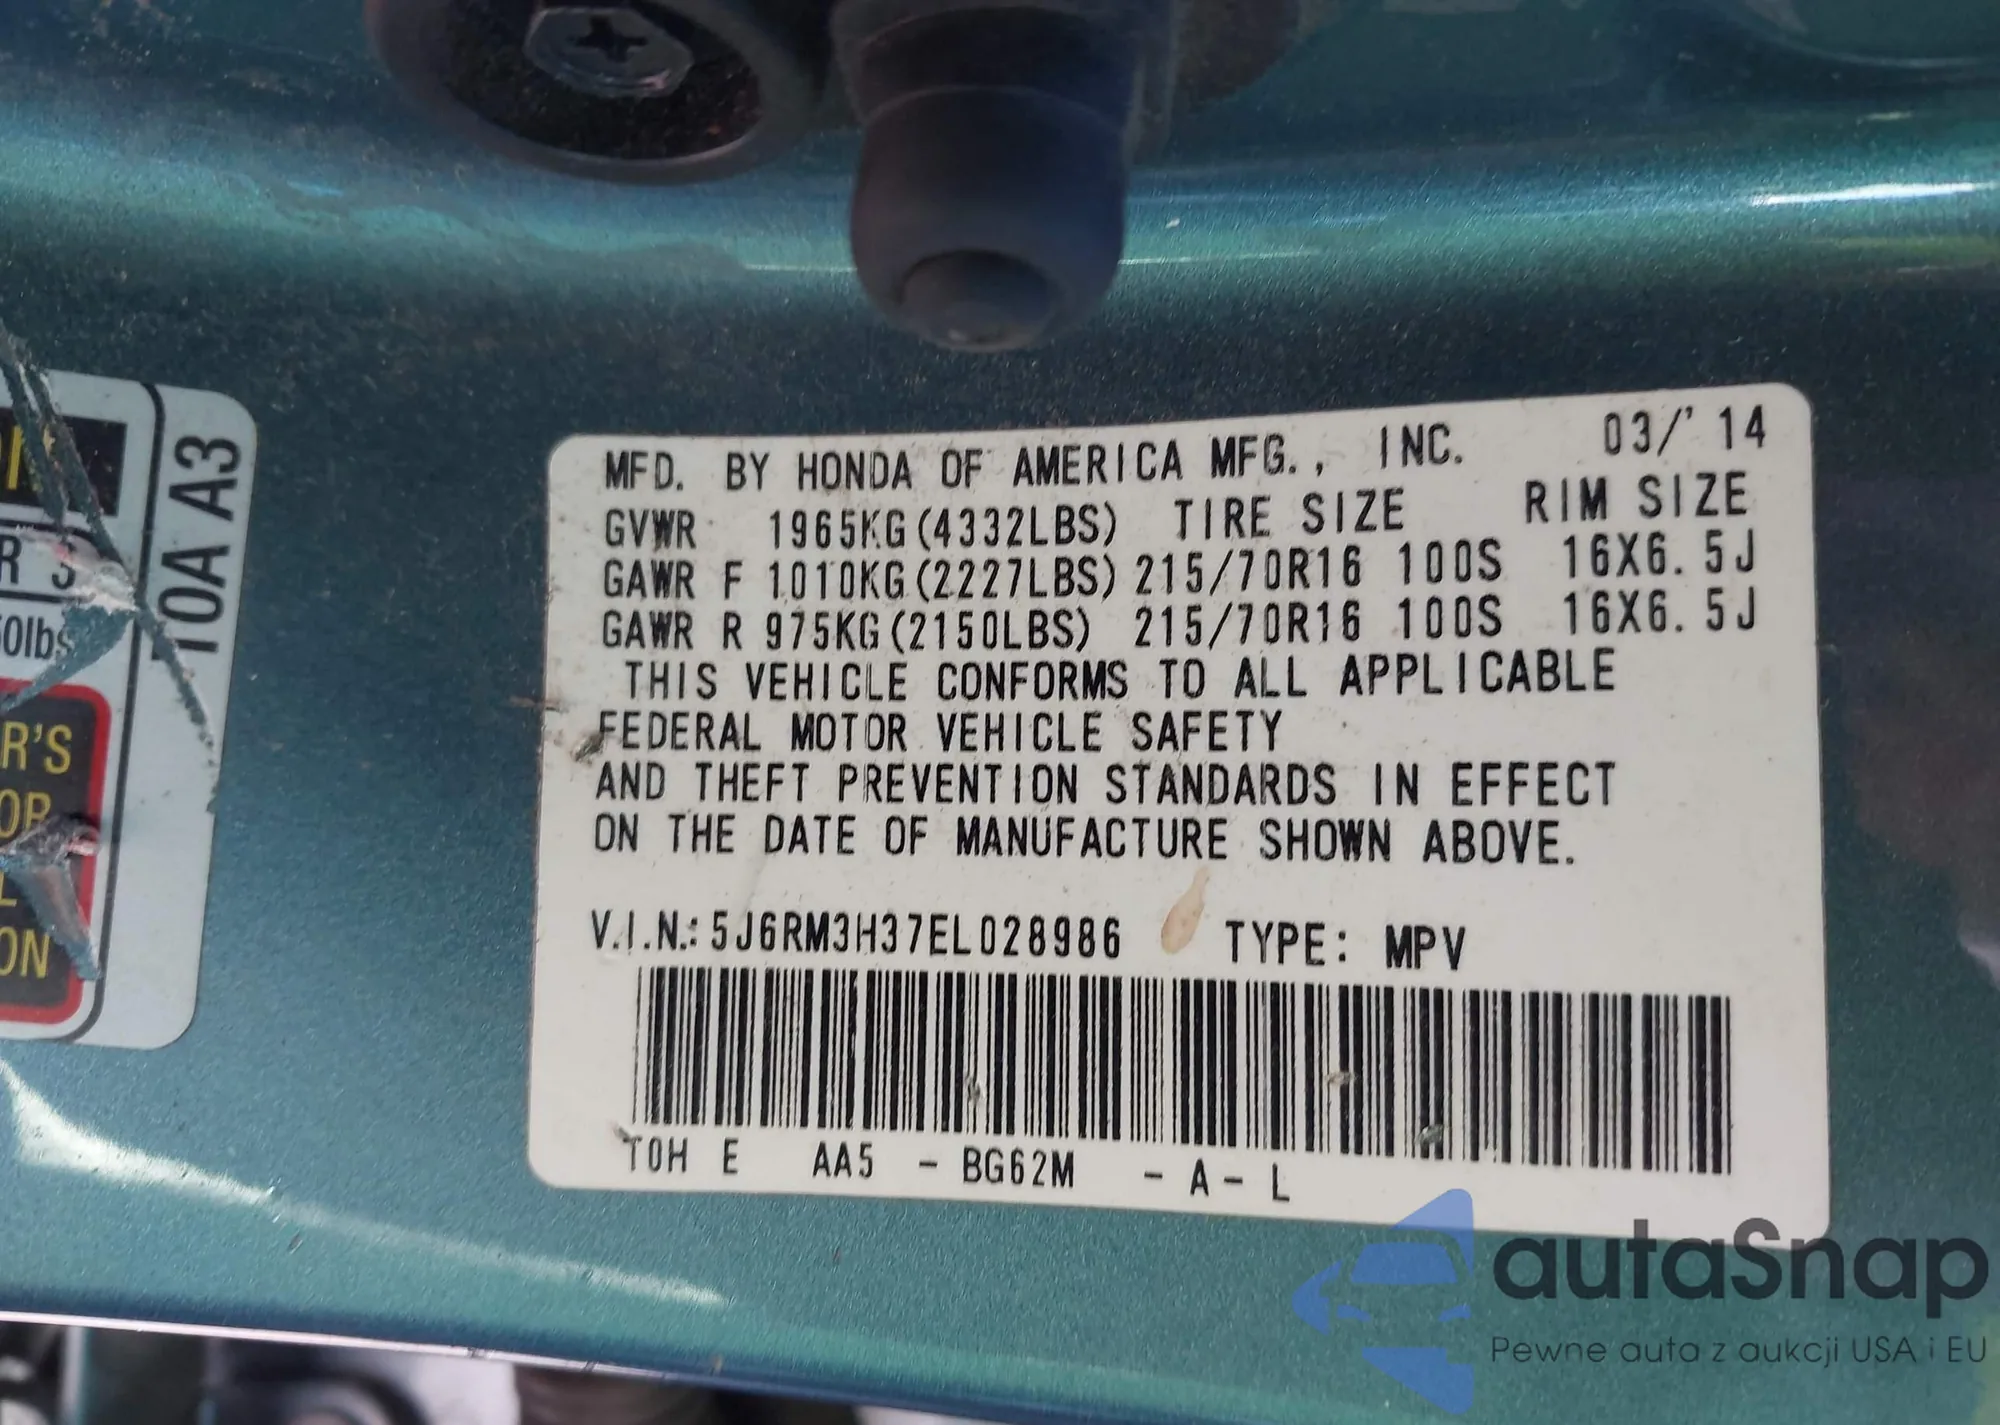 A3
T0A
R'S
ON
MFD. BY HONDA OF AMERICA MFG., INC. 03/'14
GVWR 1965KG(4332LBS) TIRE SIZE RIM SIZE
GAWR F 1010KG(2227LBS) 215/70R16 100S 16X6.5J
GAWR R 975KG(2150LBS) 215/70R16 100S 16X6.5J
THIS VEHICLE CONFORMS TO ALL APPLICABLE
FEDERAL MOTOR VEHICLE SAFETY
AND THEFT PREVENTION STANDARDS IN EFFECT
ON THE DATE OF MANUFACTURE SHOWN ABOVE.
V.I.N.: 5J6RM3H37EL028986 TYPE: MPV
T0H E AA5 - BG62M - A - L
autaSnap
Pewne auta z aukcji USA i EU